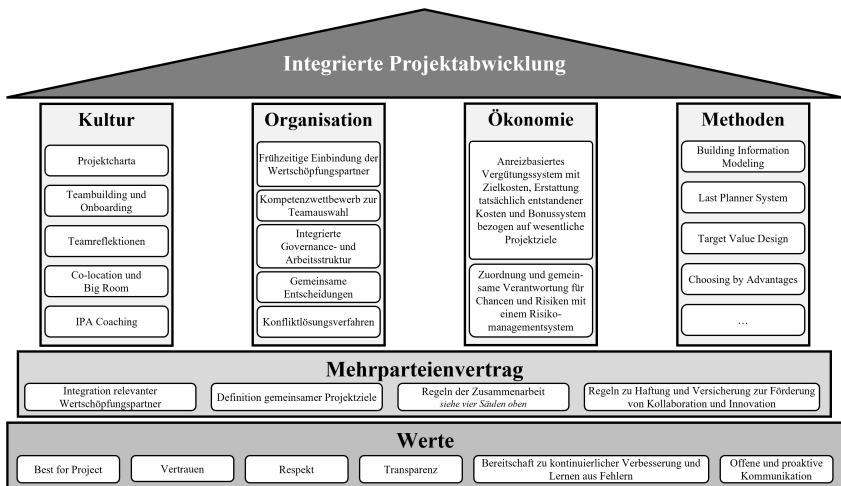 Integrierte Projektabwicklung
Kultur
Projektcharta
Teambuilding und
Onboarding
Teamreflektionen
Co-location und
Big Room
IPA Coaching
Organisation
Frühzeitige Einbindung der
Wertschöpfungspartner
Kompetenzwettbewerb zur
Teamauswahl
Integrierte
Governance- und
Arbeitsstruktur
Gemeinsame
Entscheidungen
Konfliktlösungsverfahren
Ökonomie
Anreizbasiertes
Vergütungssystem mit
Zielkosten, Erstattung
tatsächlich entstandener
Kosten und Bonussystem
bezogen auf wesentliche
Projektziele
Zuordnung und gemein-
same Verantwortung für
Chancen und Risiken mit
einem Risiko-
managementsystem
Methoden
Building Information
Modeling
Last Planner System
Target Value Design
Choosing by Advantages
…
Mehrparteienvertrag
Integration relevanter
Wertschöpfungspartner
Definition gemeinsamer Projektziele
Regeln der Zusammenarbeit
siehe vier Säulen oben
Regeln zu Haftung und Versicherung zur Förderung
von Kollaboration und Innovation
Werte
Best for Project
Vertrauen
Respekt
Transparenz
Bereitschaft zu kontinuierlicher Verbesserung und
Lernen aus Fehlern
Offene und proaktive
Kommunikation